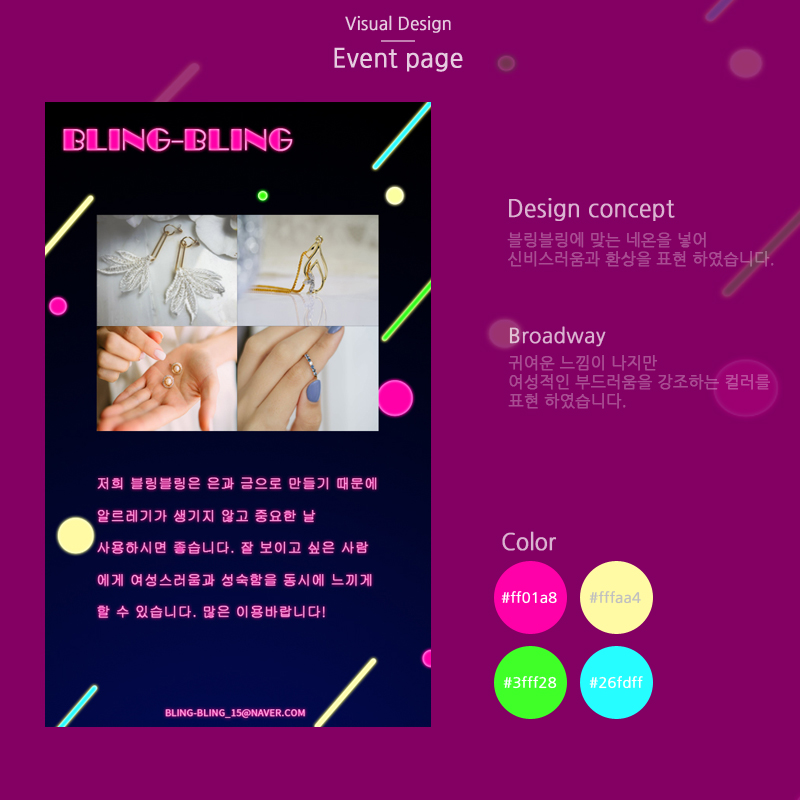 Visual Design
Event page
BLING-BLING
저희 블링블링은 은과 금으로 만들기 때문에
알르레기가 생기지 않고 중요한 날
사용하시면 좋습니다. 잘 보이고 싶은 사람
에게 여성스러움과 성숙함을 동시에 느끼게
할 수 있습니다. 많은 이용바랍니다!
BLING-BLING_15@NAVER.COM
Design concept
블링블링에 맞는 네온을 넣어
신비스러움과 환상을 표현 하였습니다.
Broadway
귀여운 느낌이 나지만
여성적인 부드러움을 강조하는 컬러를
표현 하였습니다.
Color
#ff01a8
#fffaa4
#3fff28
#26fdff